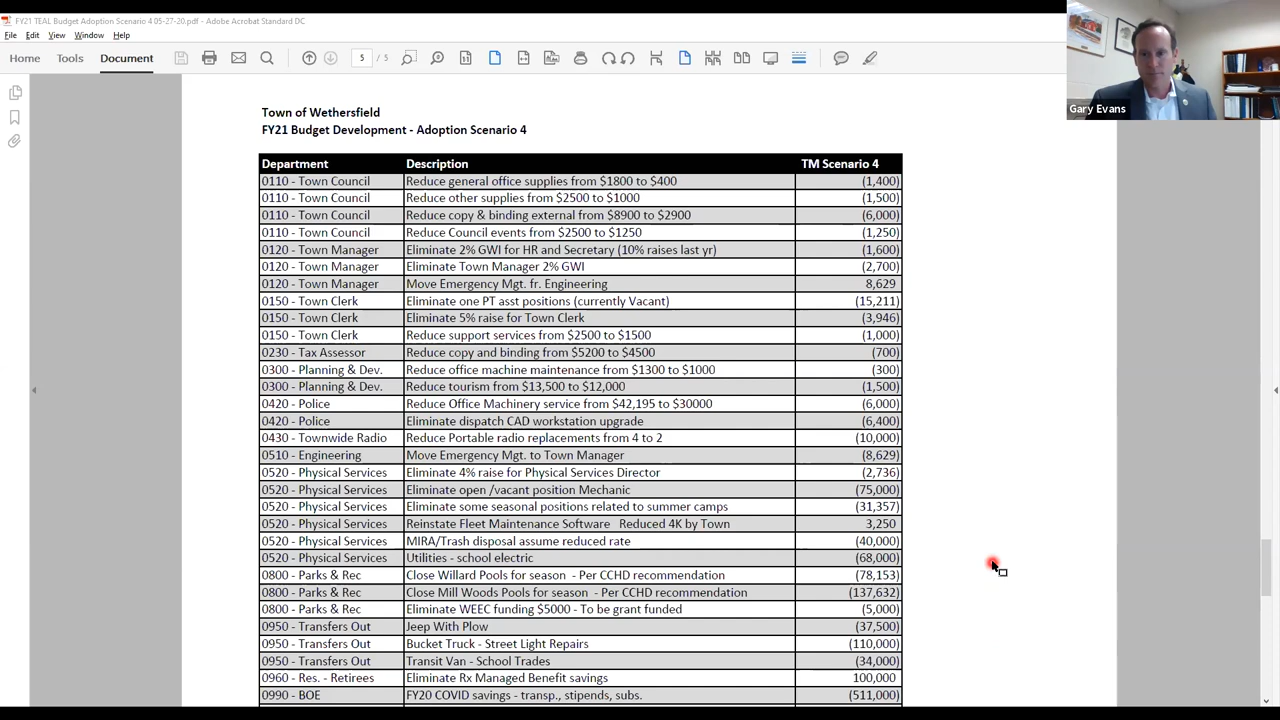 FY21 TEAL Budget Adoption Scenario 4 05-27-20.pdf - Adobe Acrobat Standard DC
File Edit View Window Help
Home Tools Document 5 / 5
Gary Evans
Town of Wethersfield
FY21 Budget Development - Adoption Scenario 4
Department Description TM Scenario 4
0110 - Town Council Reduce general office supplies from $1800 to $400 (1,400)
0110 - Town Council Reduce other supplies from $2500 to $1000 (1,500)
0110 - Town Council Reduce copy & binding external from $8900 to $2900 (6,000)
0110 - Town Council Reduce Council events from $2500 to $1250 (1,250)
0120 - Town Manager Eliminate 2% GWI for HR and Secretary (10% raises last yr) (1,600)
0120 - Town Manager Eliminate Town Manager 2% GWI (2,700)
0120 - Town Manager Move Emergency Mgt. fr. Engineering 8,629
0150 - Town Clerk Eliminate one PT asst positions (currently Vacant) (15,211)
0150 - Town Clerk Eliminate 5% raise for Town Clerk (3,946)
0150 - Town Clerk Reduce support services from $2500 to $1500 (1,000)
0230 - Tax Assessor Reduce copy and binding from $5200 to $4500 (700)
0300 - Planning & Dev. Reduce office machine maintenance from $1300 to $1000 (300)
0300 - Planning & Dev. Reduce tourism from $13,500 to $12,000 (1,500)
0420 - Police Reduce Office Machinery service from $42,195 to $30000 (6,000)
0420 - Police Eliminate dispatch CAD workstation upgrade (6,400)
0430 - Townwide Radio Reduce Portable radio replacements from 4 to 2 (10,000)
0510 - Engineering Move Emergency Mgt. to Town Manager (8,629)
0520 - Physical Services Eliminate 4% raise for Physical Services Director (2,736)
0520 - Physical Services Eliminate open /vacant position Mechanic (75,000)
0520 - Physical Services Eliminate some seasonal positions related to summer camps (31,357)
0520 - Physical Services Reinstate Fleet Maintenance Software Reduced 4K by Town 3,250
0520 - Physical Services MIRA/Trash disposal assume reduced rate (40,000)
0520 - Physical Services Utilities - school electric (68,000)
0800 - Parks & Rec Close Willard Pools for season - Per CCHD recommendation (78,153)
0800 - Parks & Rec Close Mill Woods Pools for season - Per CCHD recommendation (137,632)
0800 - Parks & Rec Eliminate WEEC funding $5000 - To be grant funded (5,000)
0950 - Transfers Out Jeep With Plow (37,500)
0950 - Transfers Out Bucket Truck - Street Light Repairs (110,000)
0950 - Transfers Out Transit Van - School Trades (34,000)
0960 - Res. - Retirees Eliminate Rx Managed Benefit savings 100,000
0990 - BOE FY20 COVID savings - transp., stipends, subs. (511,000)